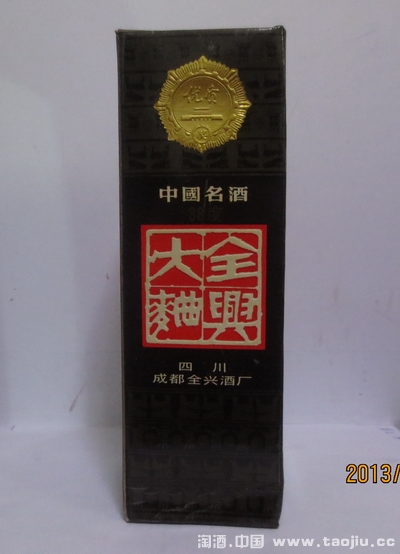 中國名酒
全興
大麯
四川
成都全兴酒厂
2013/
淘酒.中国 www.taojiu.cc